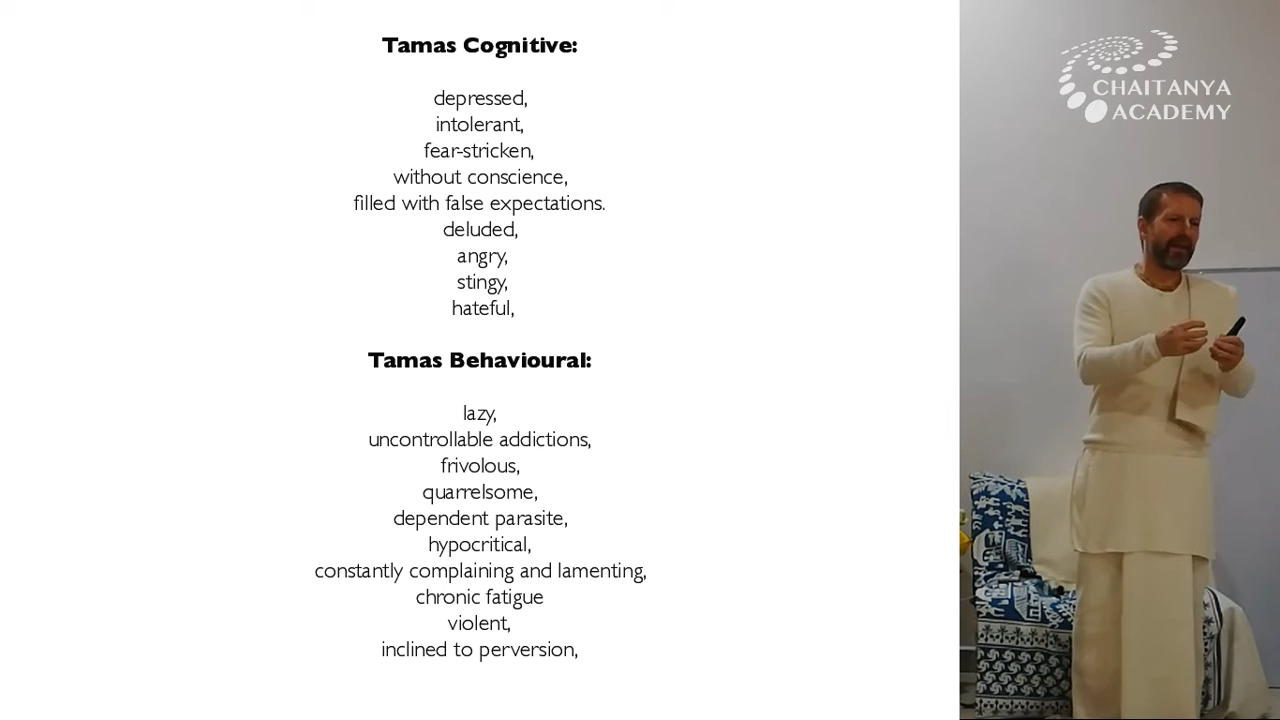 Tamas Cognitive:
depressed,
intolerant,
fear-stricken,
without conscience,
filled with false expectations.
deluded,
angry,
stingy,
hateful,
Tamas Behavioural:
lazy,
uncontrollable addictions,
frivolous,
quarrelsome,
dependent parasite,
hypocritical,
constantly complaining and lamenting,
chronic fatigue
violent,
inclined to perversion,
CHAITANYA
ACADEMY